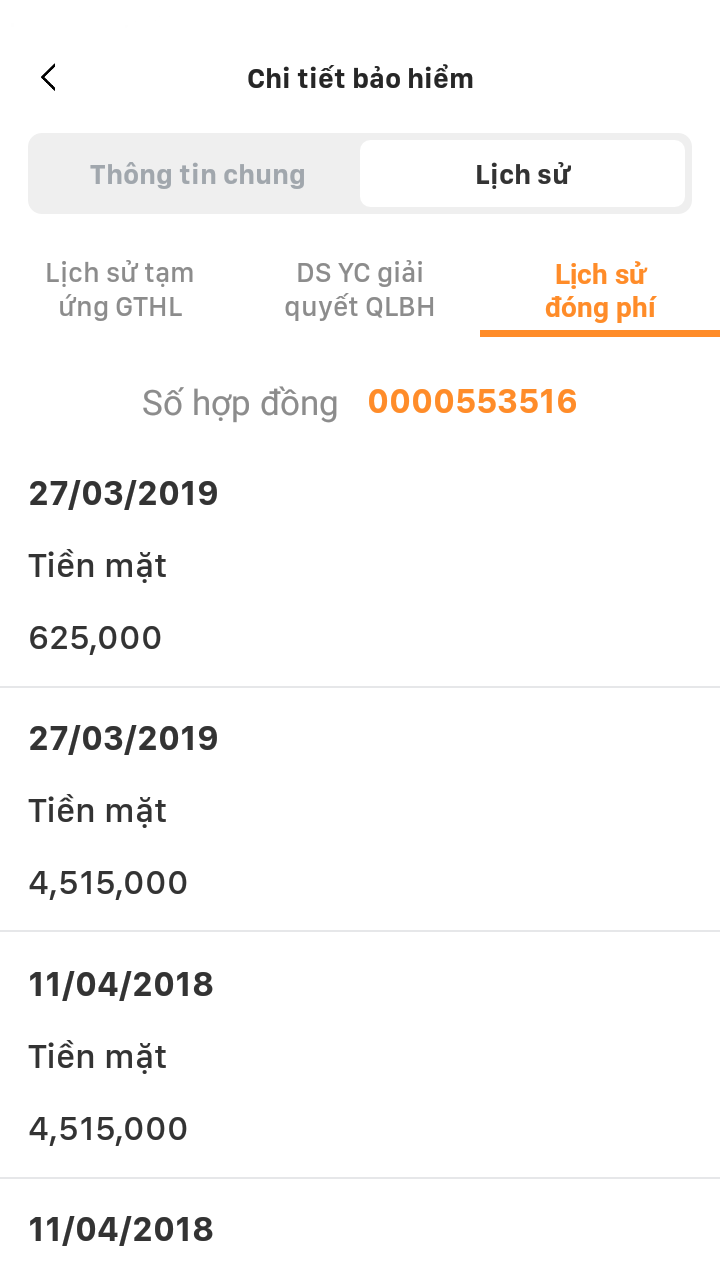 Chi tiết bảo hiểm
Thông tin chung
Lịch sử
Lịch sử tạm
ứng GTHL
DS YC giải
quyết QLBH
Lịch sử
đóng phí
Số hợp đồng 0000553516
27/03/2019
Tiền mặt
625,000
27/03/2019
Tiền mặt
4,515,000
11/04/2018
Tiền mặt
4,515,000
11/04/2018